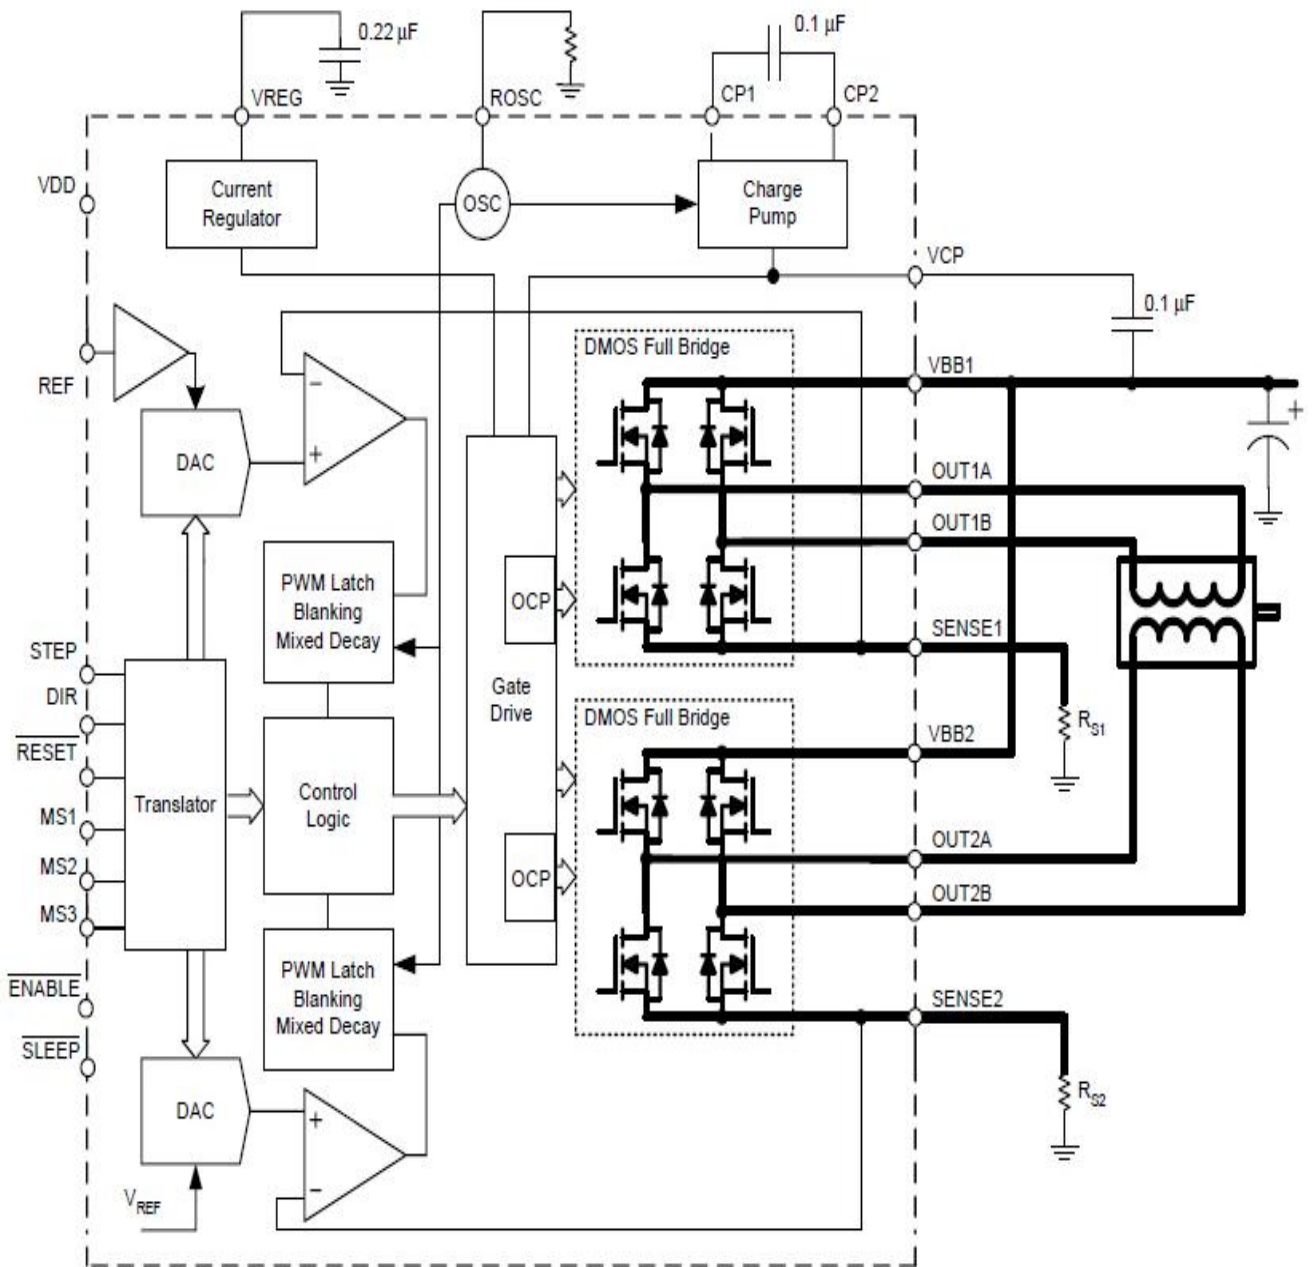 0.22 µF
0.1 µF
VREG
ROSC
CP1
CP2
VDD
Current
Regulator
OSC
Charge
Pump
VCP
0.1 µF
REF
DMOS Full Bridge
VBB1
−
+
+
DAC
OUT1A
OUT1B
PWM Latch
Blanking
Mixed Decay
OCP
SENSE1
STEP
DIR
RESET
Gate
Drive
RS1
DMOS Full Bridge
VBB2
Translator
Control
Logic
MS1
MS2
MS3
OCP
OUT2A
OUT2B
PWM Latch
Blanking
Mixed Decay
ENABLE
SENSE2
SLEEP
DAC
+
−
RS2
VREF